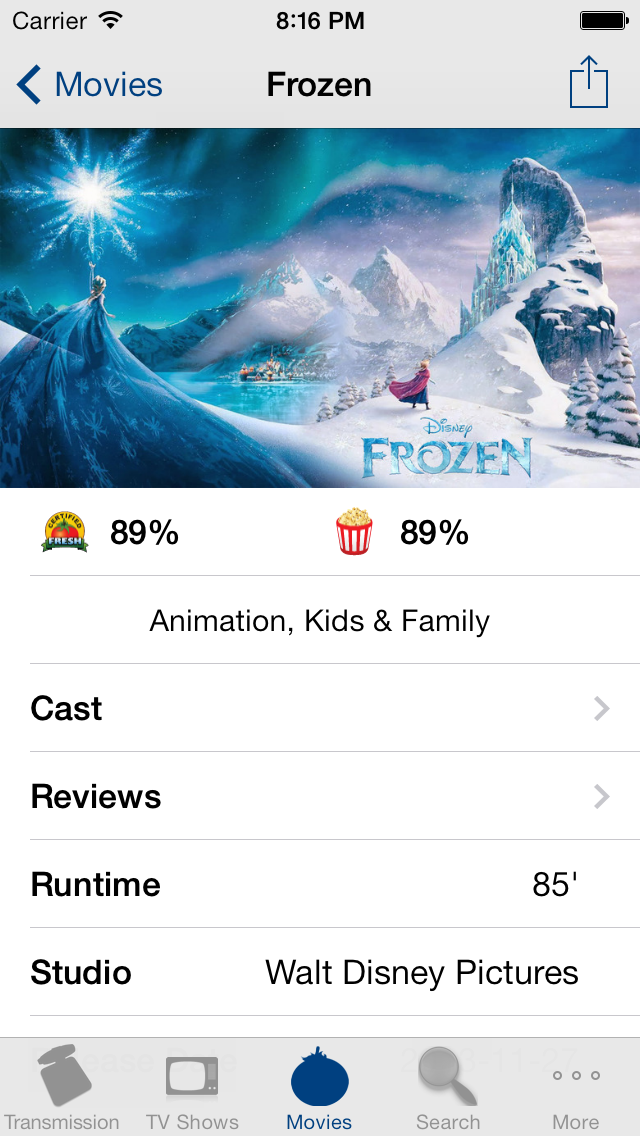 Carrier 8:16 PM
Movies Frozen
Disney
FROZEN
CERTIFIED FRESH 89% 89%
Animation, Kids & Family
Cast
Reviews
Runtime 85'
Studio Walt Disney Pictures
Transmission TV Shows Movies Search More